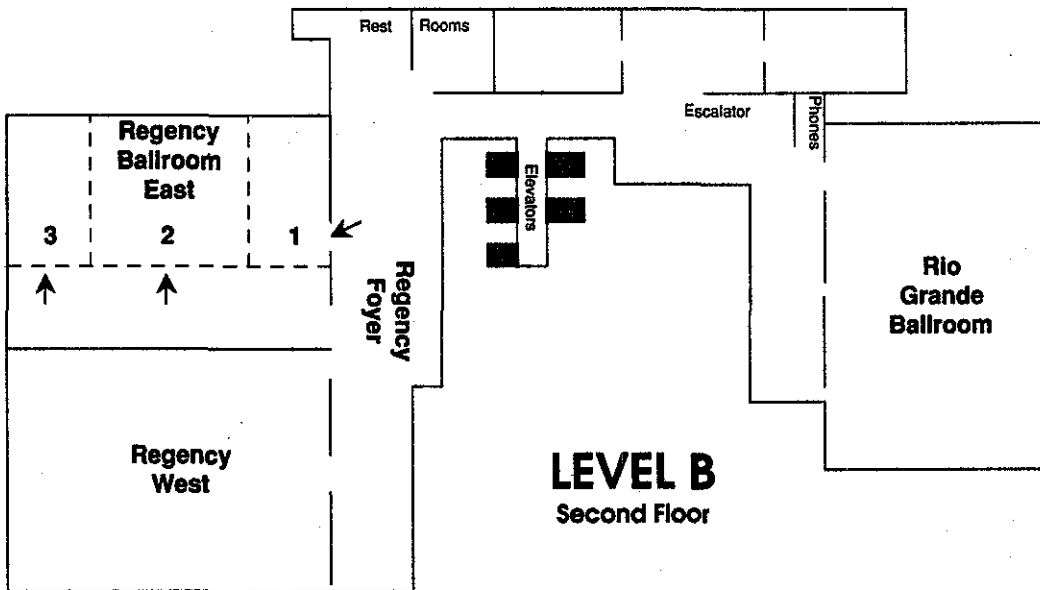 Rest Rooms
Escalator
Phones
Regency
Ballroom
East
Elevators
3 2 1
Regency
Foyer
Rio
Grande
Ballroom
Regency
West
LEVEL B
Second Floor